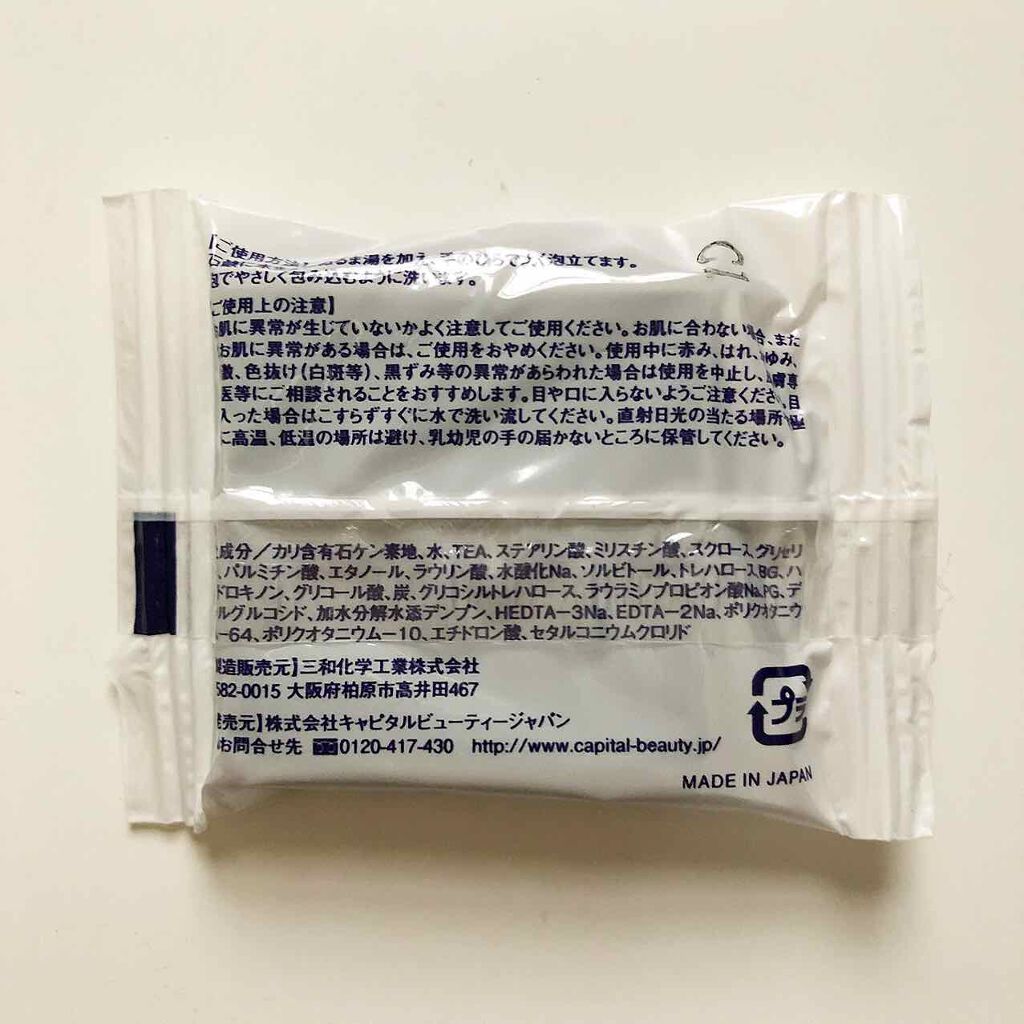 【ご使用方法】ぬるま湯を加え、手のひらでよく泡立てます。
泡でやさしく包み込むように洗います。
ご使用上の注意】
お肌に異常が生じていないかよく注意してご使用ください。お肌に合わない場合、また
お肌に異常がある場合は、ご使用をおやめください。使用中に赤み、はれ、かゆみ、
激、色抜け(白斑等)、黒ずみ等の異常があらわれた場合は使用を中止し、皮膚専
医等にご相談されることをおすすめします。目や口に入らないようご注意ください。目
入った場合はこすらずすぐに水で洗い流してください。直射日光の当たる場所、極
に高温、低温の場所は避け、乳幼児の手の届かないところに保管してください。
成分/カリ含有石ケン素地、水、TEA、ステアリン酸、ミリスチン酸、スクロース、グリセリ
、パルミチン酸、エタノール、ラウリン酸、水酸化Na、ソルビトール、トレハロース、BG、ハ
ドロキノン、グリコール酸、炭、グリコシルトレハロース、ラウラミノプロピオン酸Na、PG、デ
ルグルコシド、加水分解水添デンプン、HEDTA-3Na、EDTA-2Na、ポリクオタニウ
-64、ポリクオタニウム-10、エチドロン酸、セタルコニウムクロリド
製造販売元】三和化学工業株式会社
582-0015 大阪府柏原市高井田467
発売元】株式会社キャピタルビューティージャパン
お問合せ先 0120-417-430 http://www.capital-beauty.jp/
プラ
MADE IN JAPAN